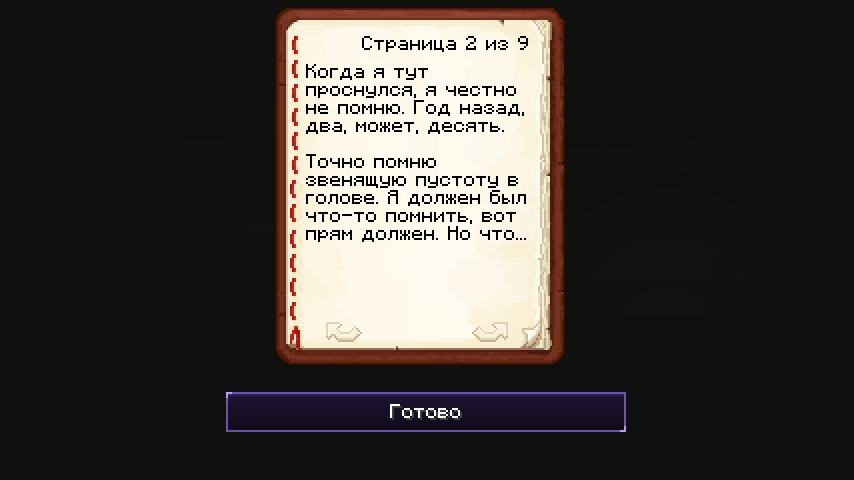 Страница 2 из 9
Когда я тут
проснулся, я честно
не помню. Год назад,
два, может, десять.
Точно помню
звенящую пустоту в
голове. Я должен был
что-то помнить, вот
прям должен. Но что...
Готово